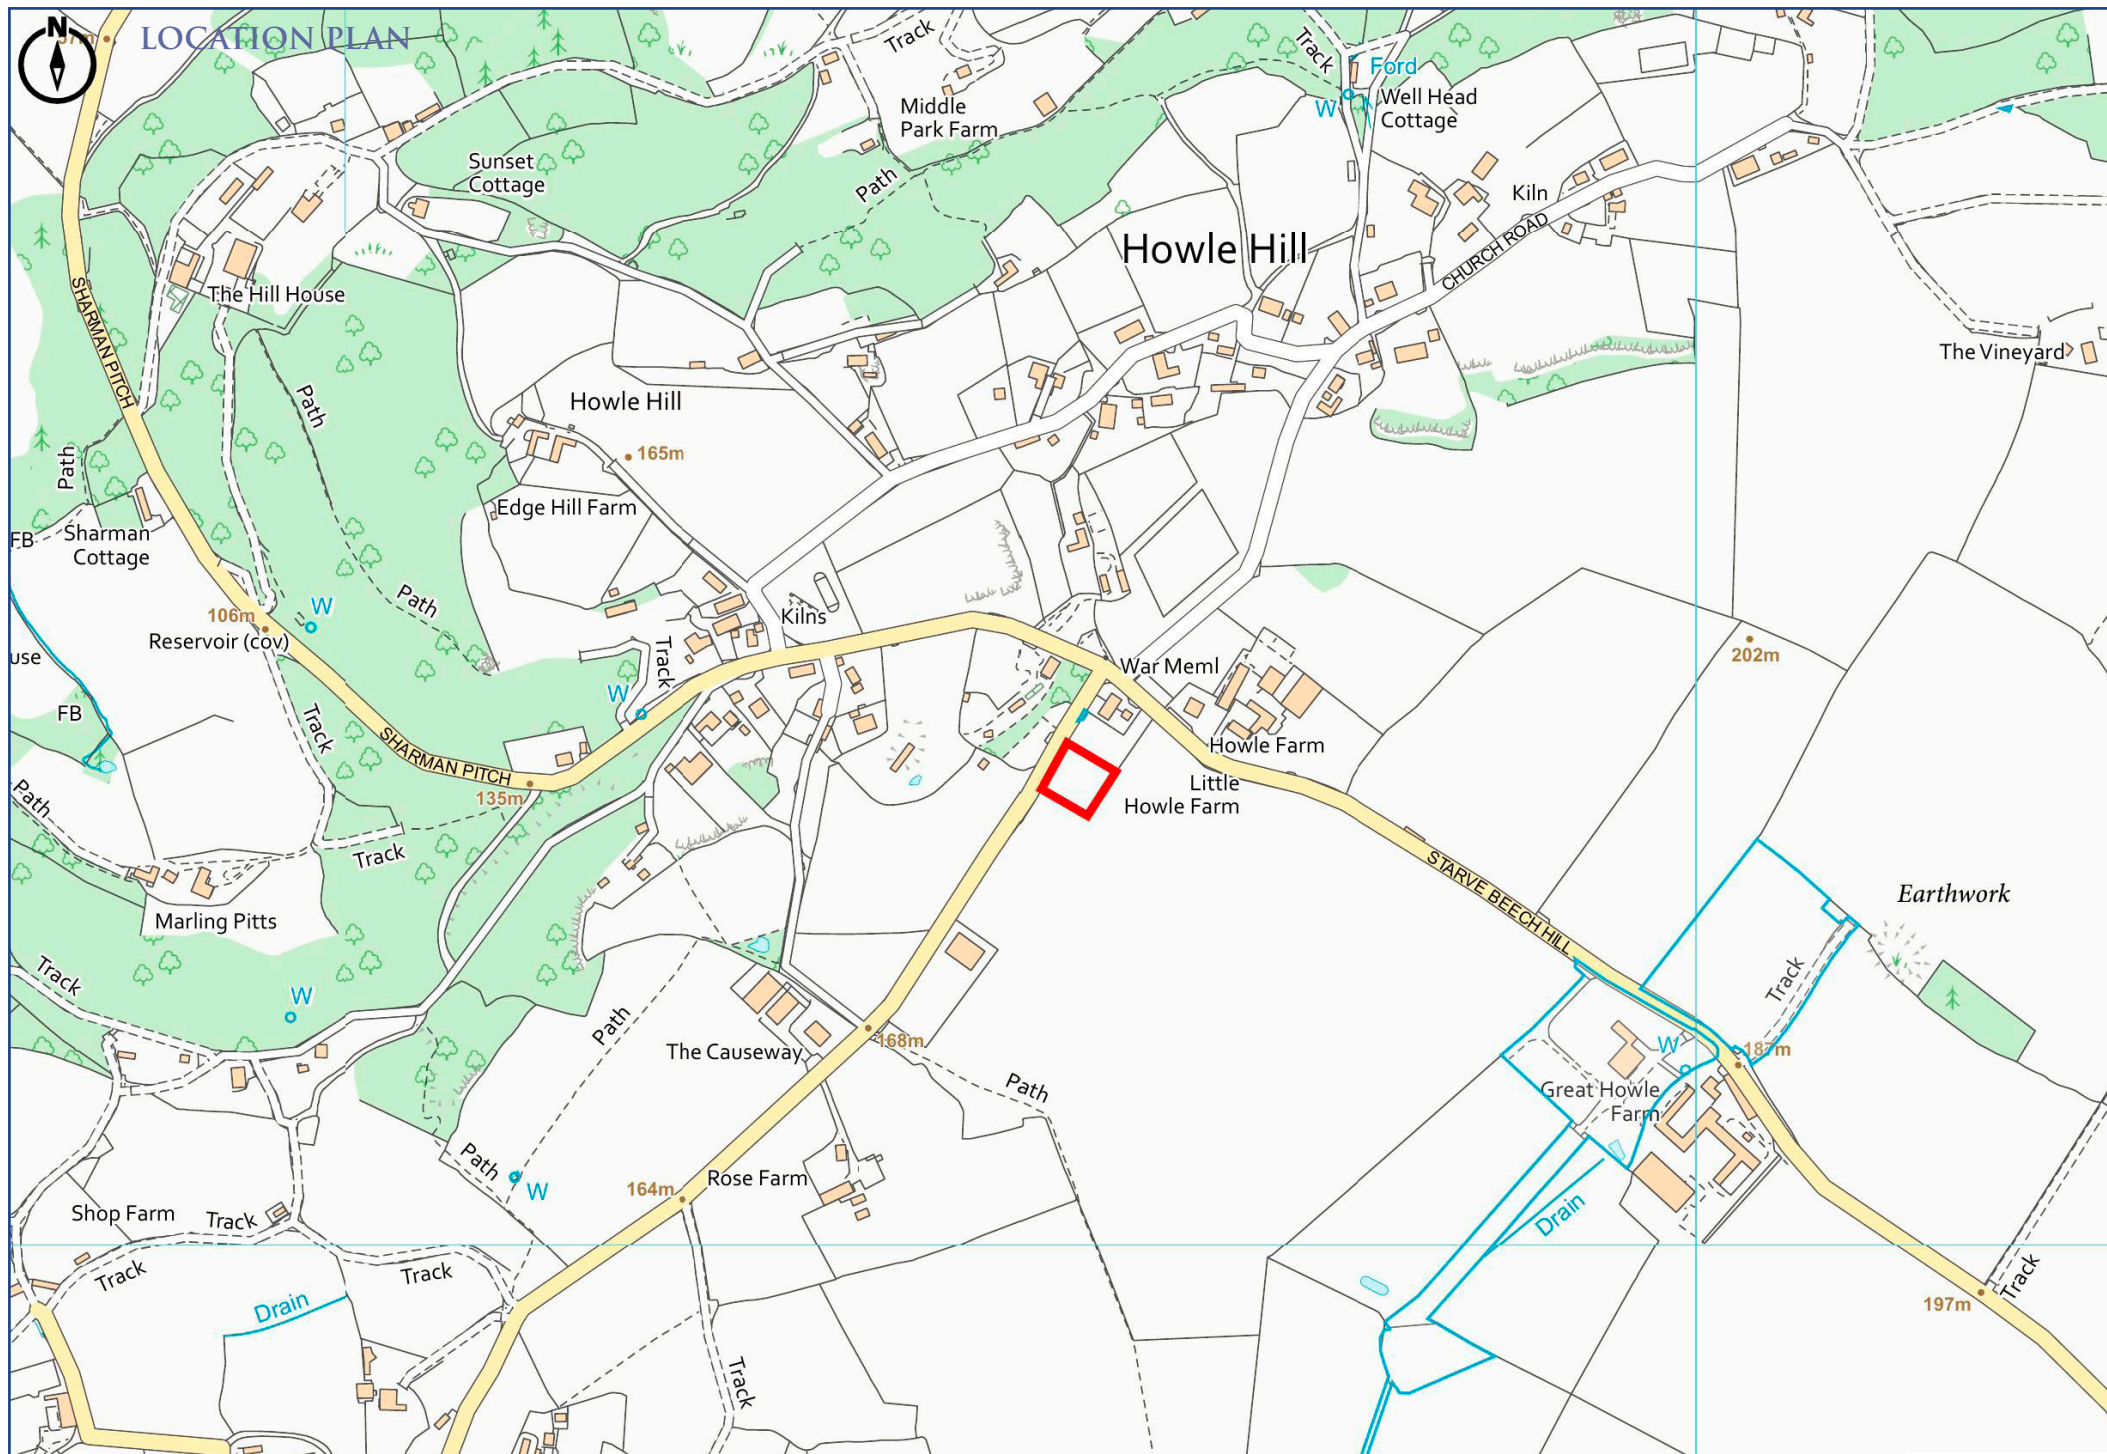 N
LOCATION PLAN
Track
Track
Ford
W
Well Head
Cottage
Middle
Park Farm
Sunset
Cottage
Path
Kiln
Howle Hill
CHURCH ROAD
The Hill House
SHARMAN PITCH
The Vineyard
Path
Howle Hill
165m
Path
Edge Hill Farm
FB
Sharman
Cottage
Path
W
106m
Reservoir (cov)
Kilns
use
Track
War Meml
202m
W
FB
Track
SHARMAN PITCH
Howle Farm
135m
Little
Howle Farm
Path
Track
STARVE BEECH HILL
Earthwork
Marling Pitts
Track
Track
W
Path
168m
The Causeway
W
187m
Path
Great Howle
Farm
Path
W
164m
Rose Farm
Shop Farm
Track
Drain
Track
Track
Track
Drain
197m
Track